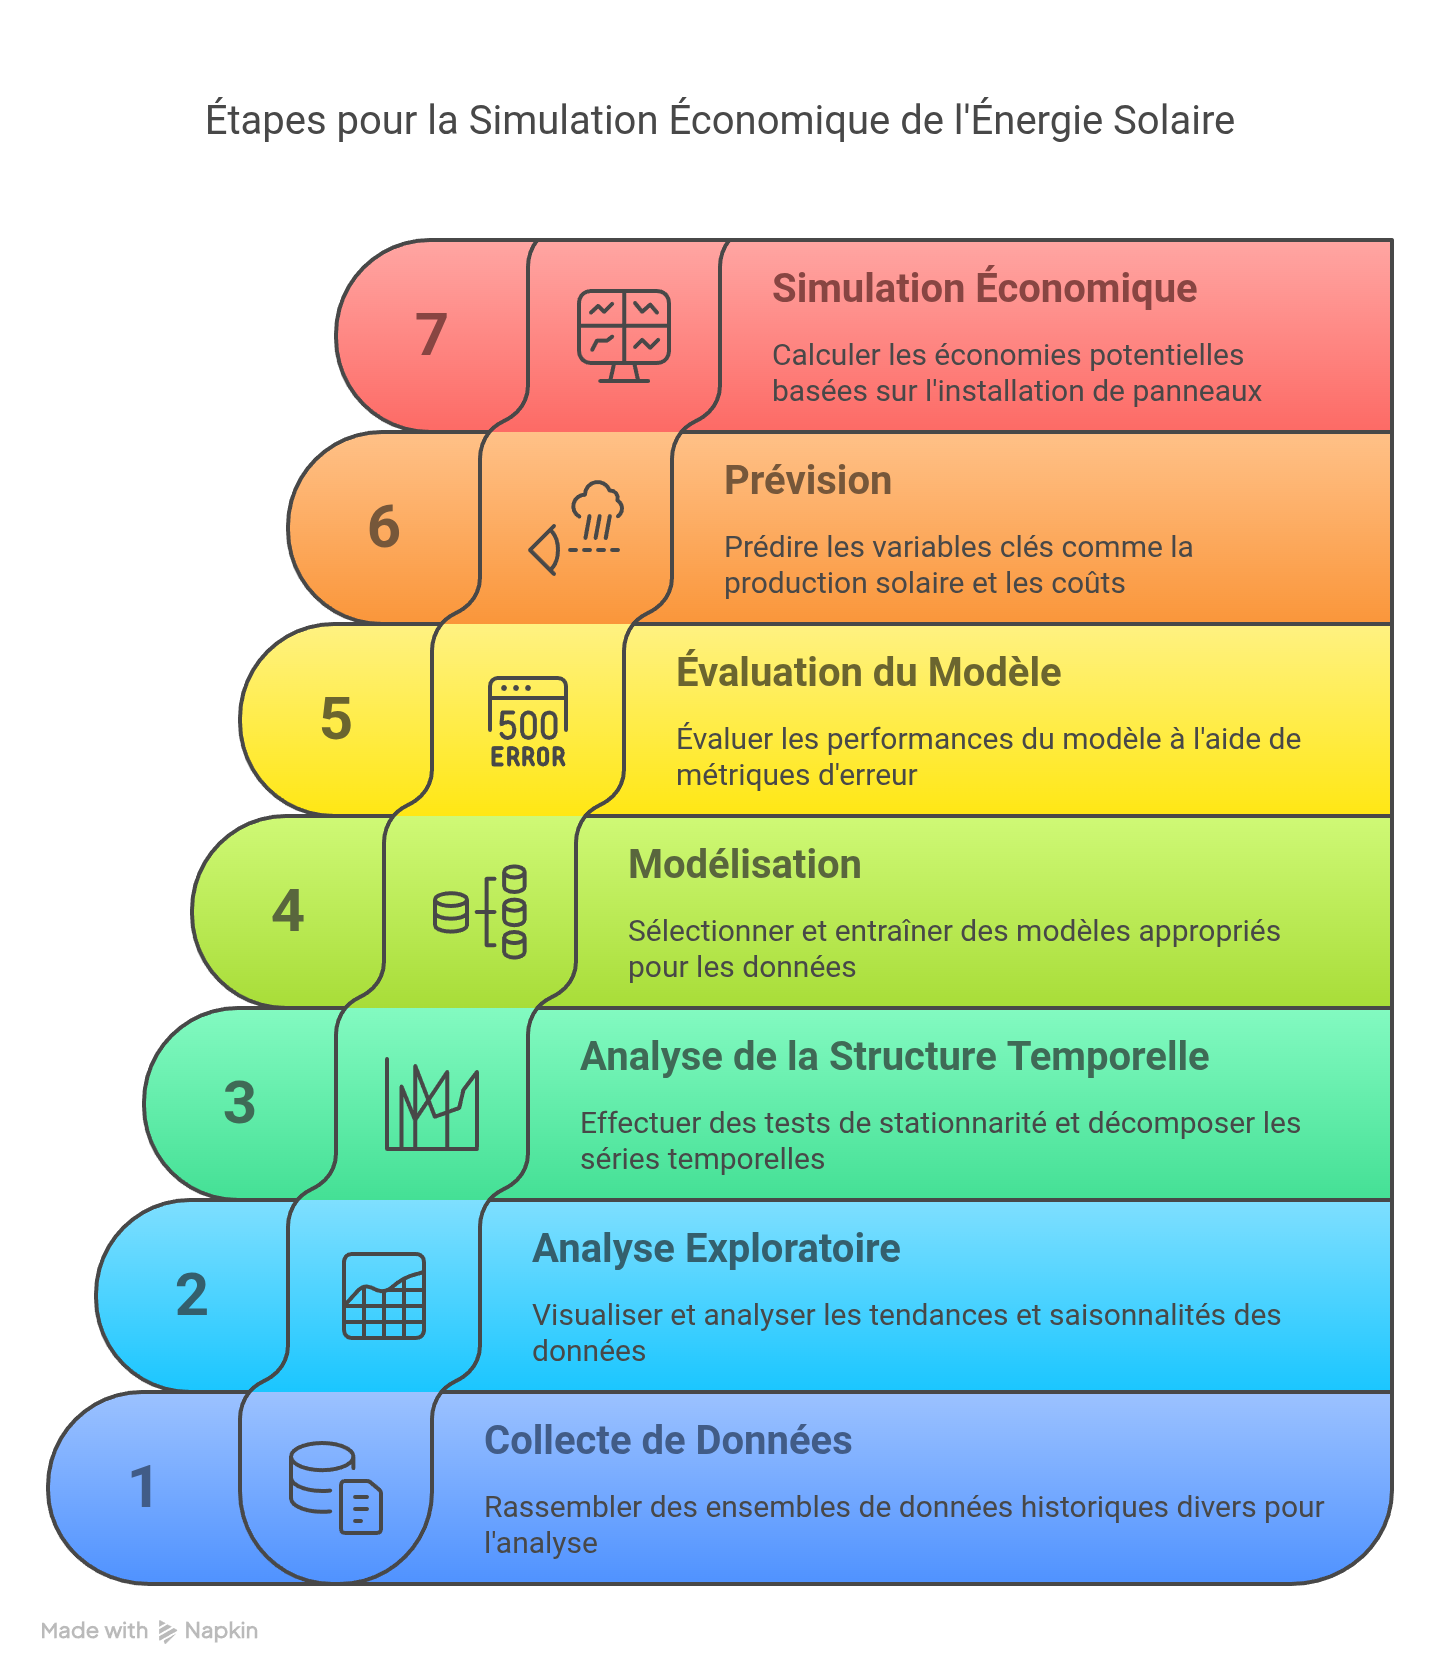 Étapes pour la Simulation Économique de l'Énergie Solaire
7
Simulation Économique
Calculer les économies potentielles
basées sur l'installation de panneaux
6
Prévision
Prédire les variables clés comme la
production solaire et les coûts
5
500
ERROR
Évaluation du Modèle
Évaluer les performances du modèle à l'aide de
métriques d'erreur
4
Modélisation
Sélectionner et entraîner des modèles appropriés
pour les données
3
Analyse de la Structure Temporelle
Effectuer des tests de stationnarité et décomposer les
séries temporelles
2
Analyse Exploratoire
Visualiser et analyser les tendances et saisonnalités des
données
1
Collecte de Données
Rassembler des ensembles de données historiques divers pour
l'analyse
Made with Napkin